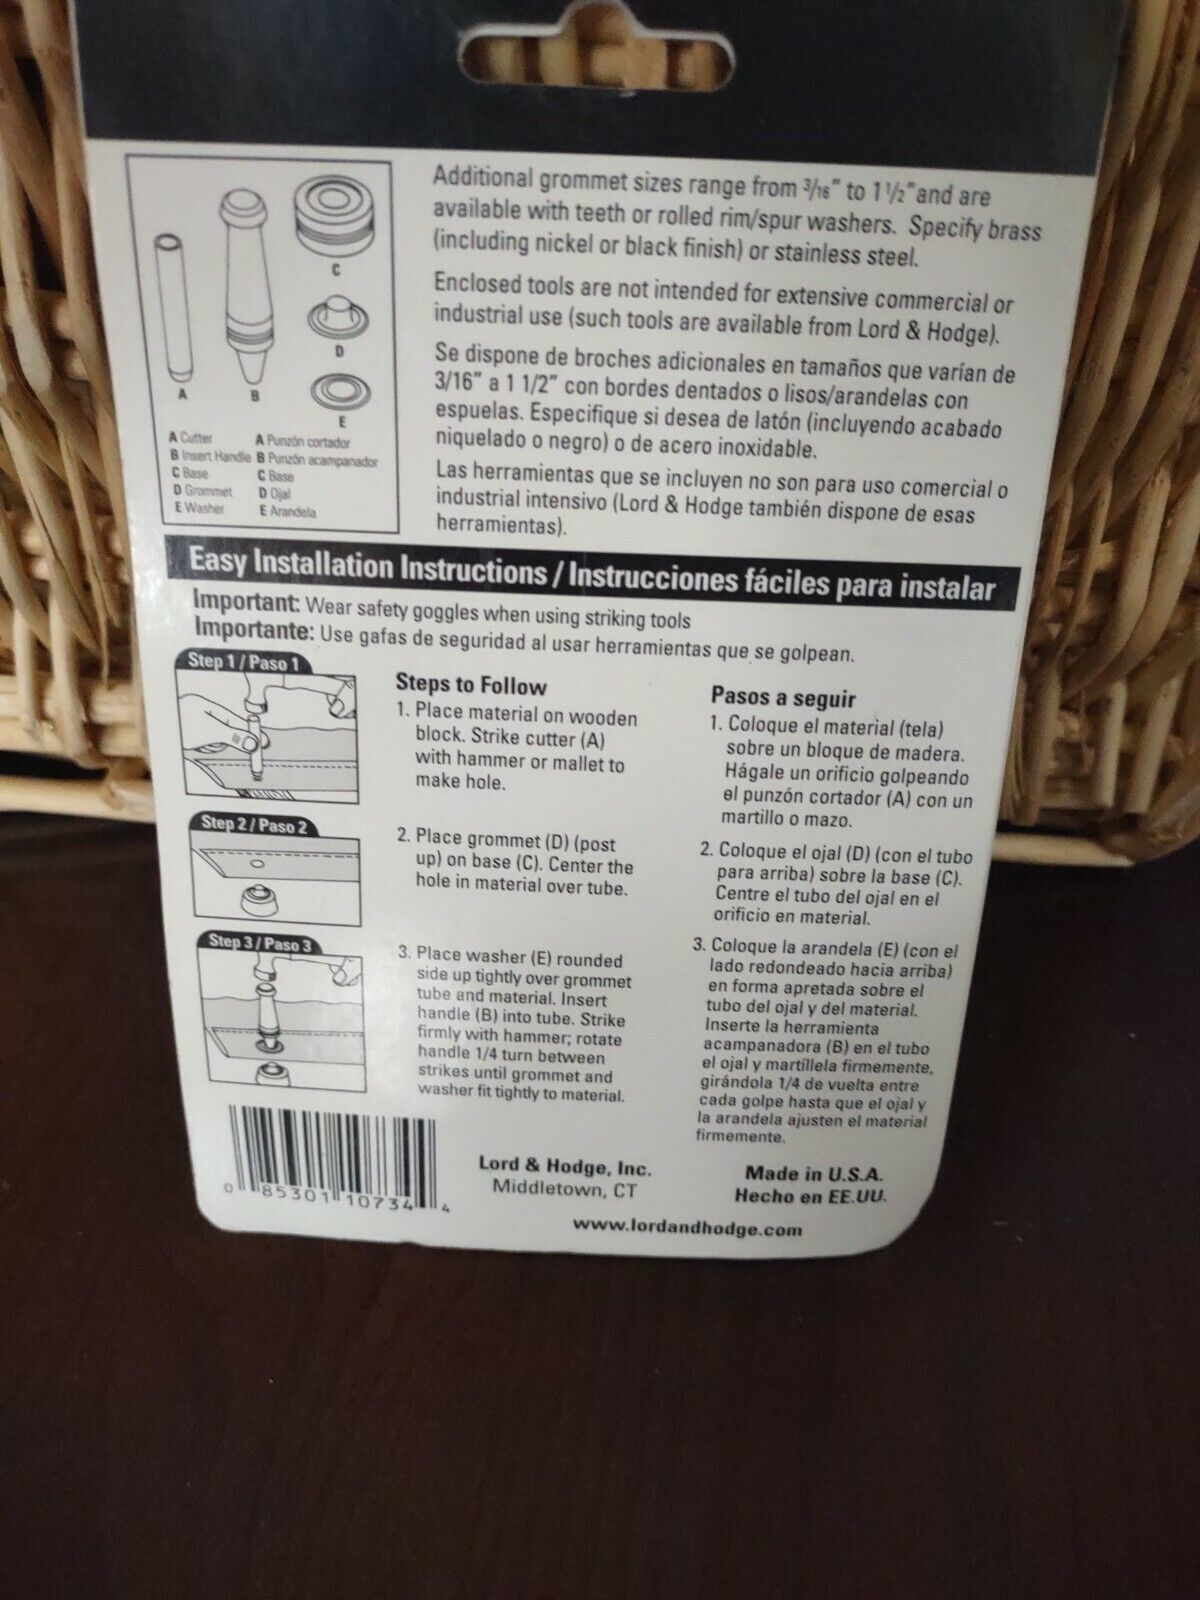 Additional grommet sizes range from 3/16" to 1 1/2" and are
available with teeth or rolled rim/spur washers. Specify brass
(including nickel or black finish) or stainless steel.
Enclosed tools are not intended for extensive commercial or
industrial use (such tools are available from Lord & Hodge).
Se dispone de broches adicionales en tamaños que varían de
3/16" a 1 1/2" con bordes dentados o lisos/arandelas con
espuelas. Especifique si desea de latón (incluyendo acabado
niquelado o negro) o de acero inoxidable.
Las herramientas que se incluyen no son para uso comercial o
industrial intensivo (Lord & Hodge también dispone de esas
herramientas).
A
B
C
D
E
A Cutter
B Insert Handle
C Base
D Grommet
E Washer
A Punzón cortador
B Punzón acampanador
C Base
D Ojal
E Arandela
Easy Installation Instructions / Instrucciones fáciles para instalar
Important: Wear safety goggles when using striking tools
Importante: Use gafas de seguridad al usar herramientas que se golpean.
Step 1 / Paso 1
Step 2 / Paso 2
Step 3 / Paso 3
Steps to Follow
1. Place material on wooden
block. Strike cutter (A)
with hammer or mallet to
make hole.
2. Place grommet (D) (post
up) on base (C). Center the
hole in material over tube.
3. Place washer (E) rounded
side up tightly over grommet
tube and material. Insert
handle (B) into tube. Strike
firmly with hammer; rotate
handle 1/4 turn between
strikes until grommet and
washer fit tightly to material.
Pasos a seguir
1. Coloque el material (tela)
sobre un bloque de madera.
Hágale un orificio golpeando
el punzón cortador (A) con un
martillo o mazo.
2. Coloque el ojal (D) (con el tubo
para arriba) sobre la base (C).
Centre el tubo del ojal en el
orificio en material.
3. Coloque la arandela (E) (con el
lado redondeado hacia arriba)
en forma apretada sobre el
tubo del ojal y del material.
Inserte la herramienta
acampanadora (B) en el tubo
el ojal y martíllela firmemente,
girándola 1/4 de vuelta entre
cada golpe hasta que el ojal y
la arandela ajusten el material
firmemente.
0 85301 10734 4
Lord & Hodge, Inc.
Middletown, CT
Made in U.S.A.
Hecho en EE.UU.
www.lordandhodge.com